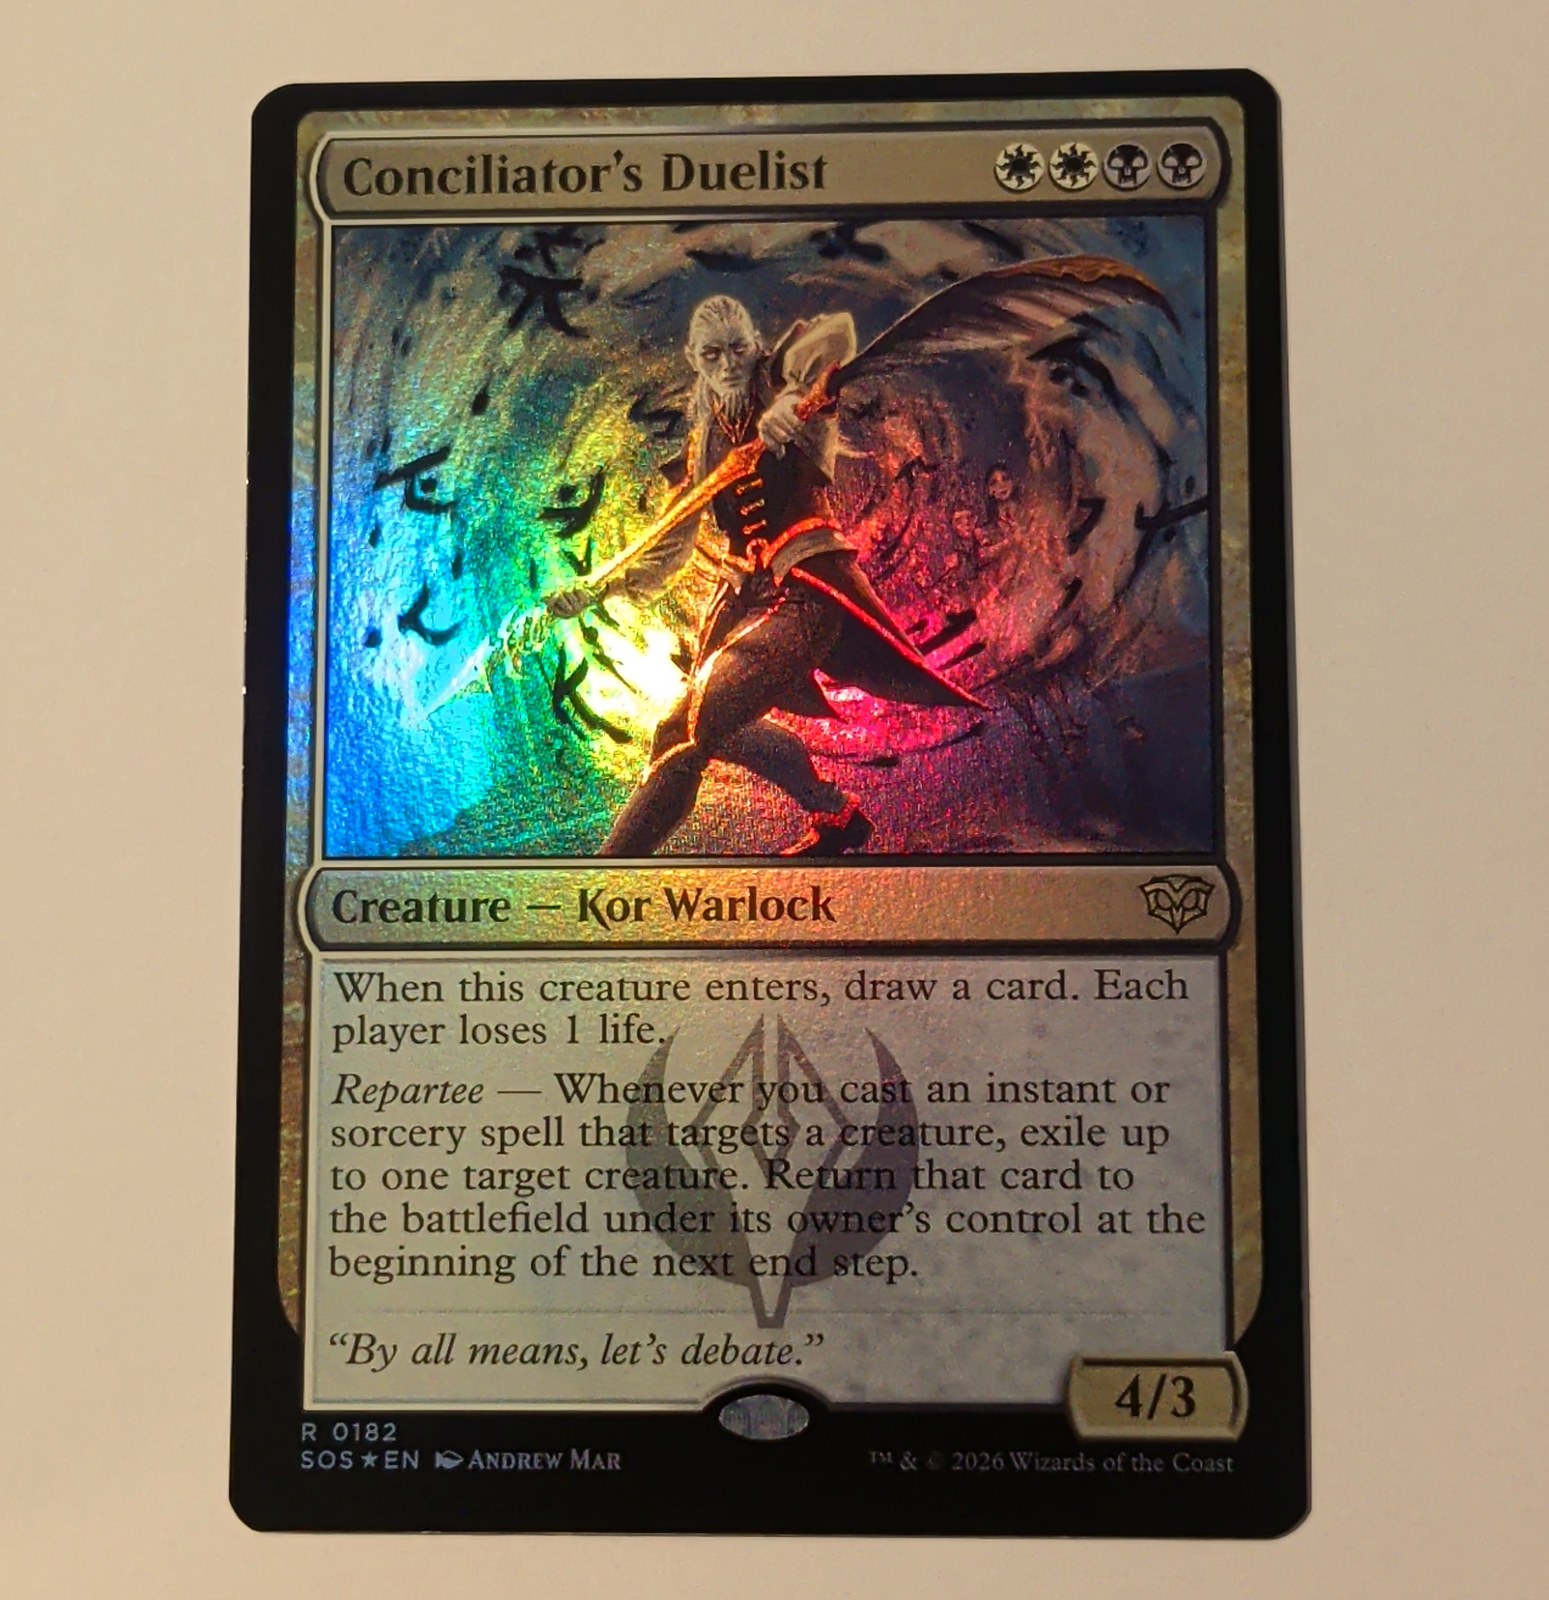 Conciliator's Duelist
Creature — Kor Warlock
When this creature enters, draw a card. Each
player loses 1 life.
Repartee — Whenever you cast an instant or
sorcery spell that targets a creature, exile up
to one target creature. Return that card to
the battlefield under its owner's control at the
beginning of the next end step.
“By all means, let's debate.”
4/3
R 0182
SOS★EN ANDREW MAR
™ & © 2026 Wizards of the Coast